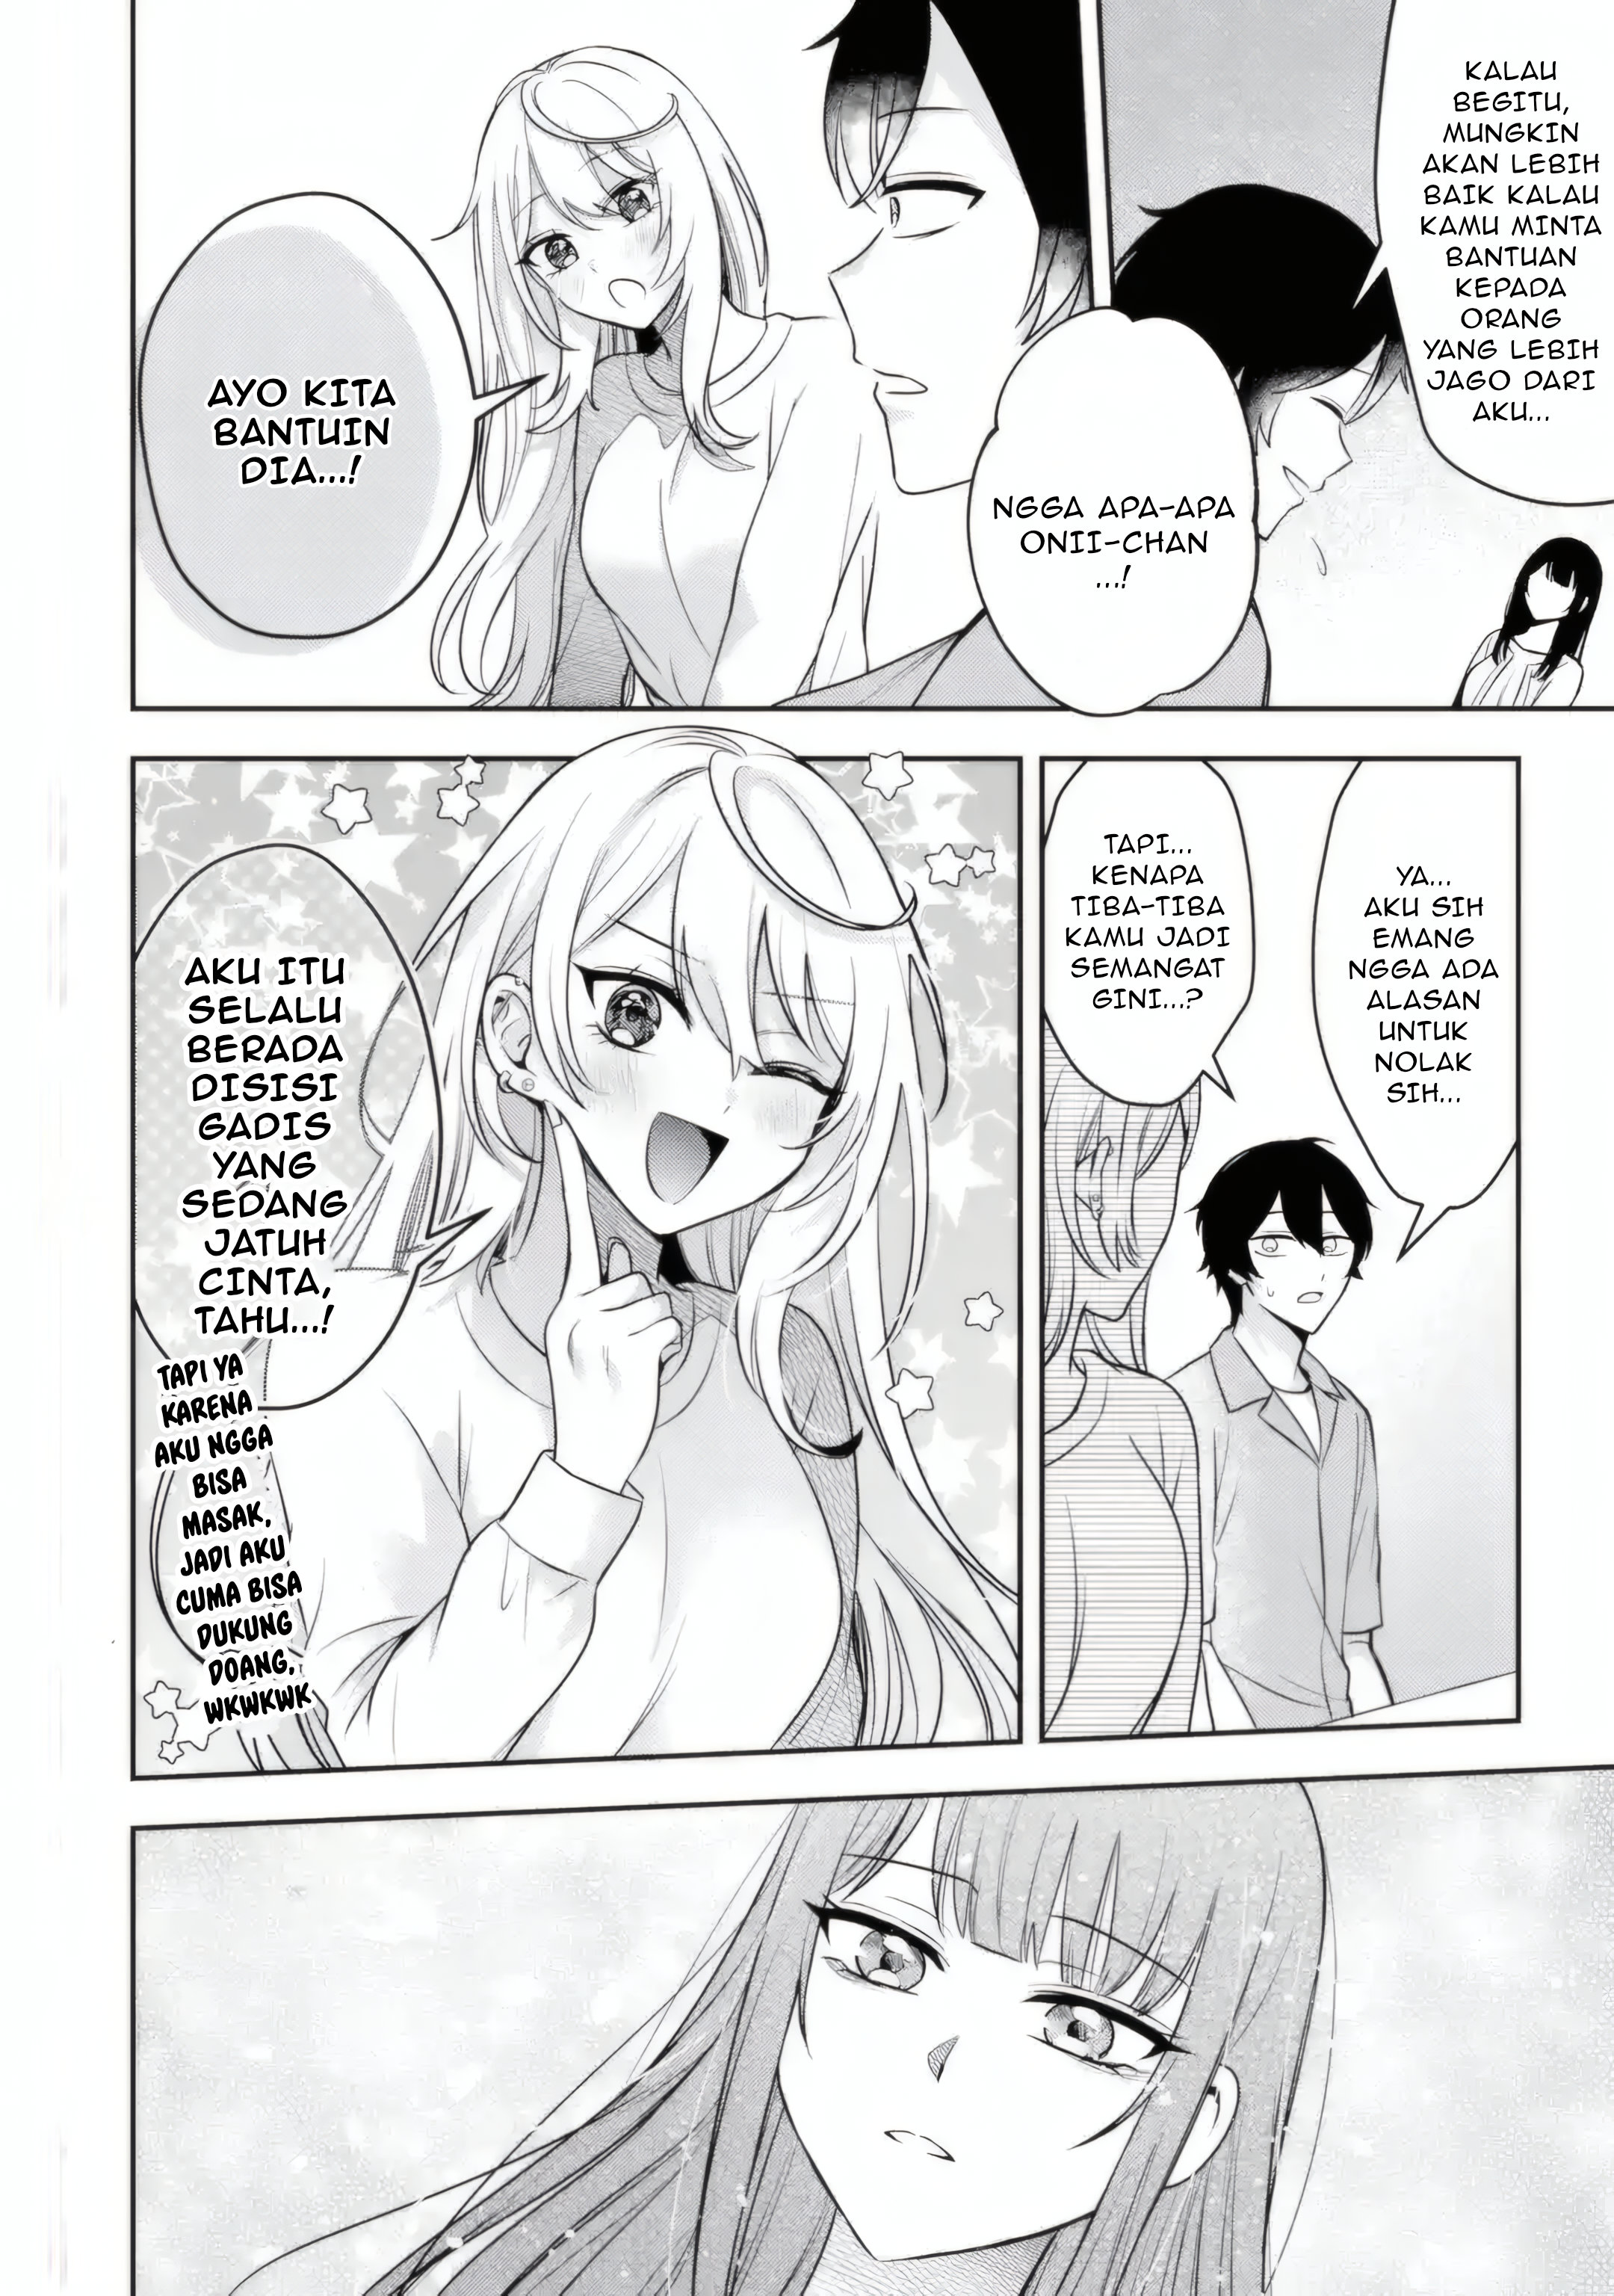 KALAU
BEGITU,
MUNGKIN
AKAN LEBIH
BAIK KALAU
KAMU MINTA
BANTUAN
KEPADA
ORANG
YANG LEBIH
JAGO DARI
AKU...
NGGA APA-APA
ONII-CHAN
...!
AYO KITA
BANTUIN
DIA...!
YA...
AKU SIH
EMANG
NGGA ADA
ALASAN
UNTUK
NOLAK
SIH...
TAPI...
KENAPA
TIBA-TIBA
KAMU JADI
SEMANGAT
GINI...?
AKU ITU
SELALU
BERADA
DISISI
GADIS
YANG
SEDANG
JATUH
CINTA,
TAHU...!
TAPI YA
KARENA
AKU NGGA
BISA
MASAK,
JADI AKU
CUMA BISA
DUKUNG
DOANG,
WKWKWK